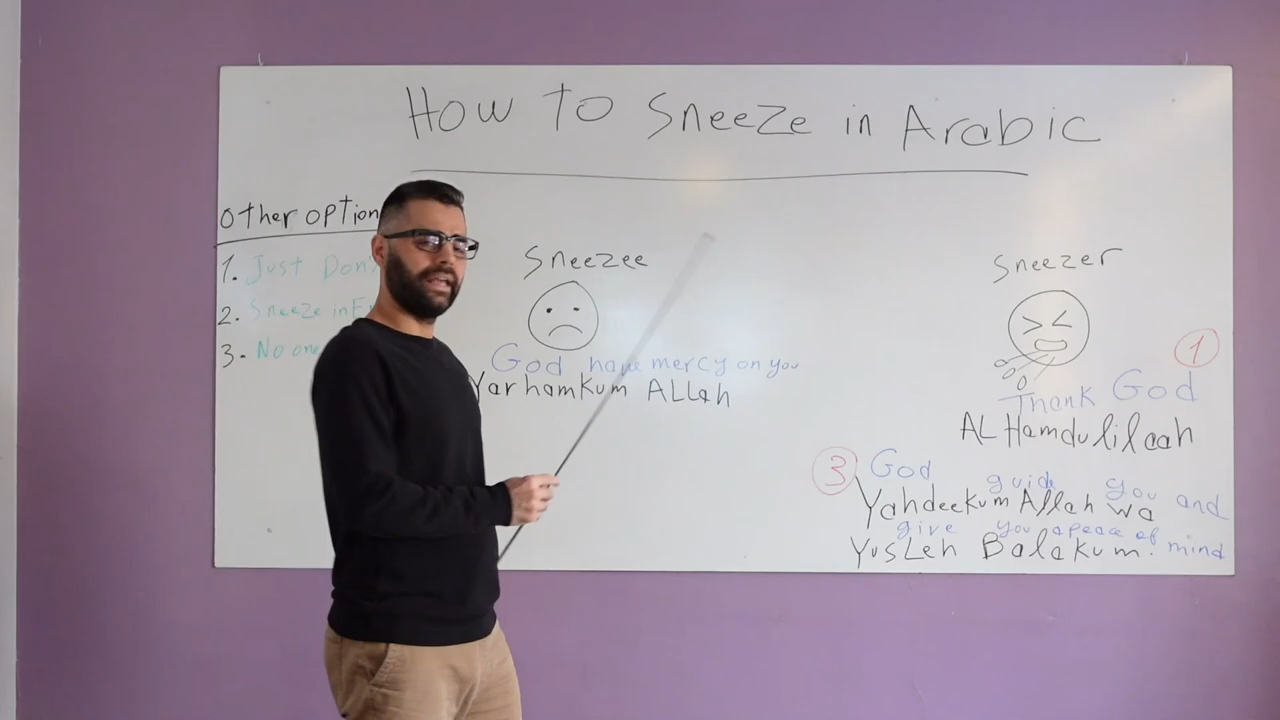 How To Sneeze in Arabic
other option
1. Just Don't
2. Sneeze in
3. No one
Sneezee
God have mercy on you
Yarhamkum ALLah
Sneezer
1
Thank God
AL Hamdulilaah
3 God guide you and
Yahdeekum Allah wa
give you a peace of mind
YusLeh Balakum.